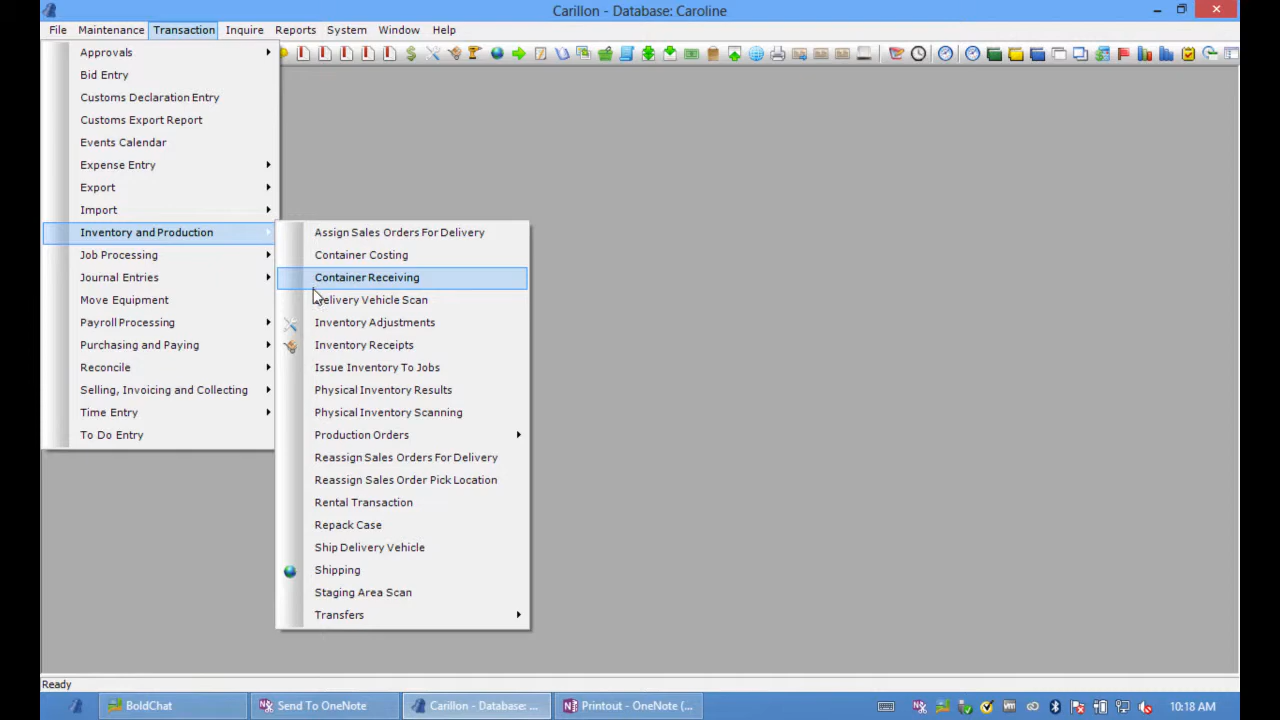 Carillon - Database: Caroline
File Maintenance Transaction Inquire Reports System Window Help
Approvals
Bid Entry
Customs Declaration Entry
Customs Export Report
Events Calendar
Expense Entry
Export
Import
Inventory and Production
Job Processing
Journal Entries
Move Equipment
Payroll Processing
Purchasing and Paying
Reconcile
Selling, Invoicing and Collecting
Time Entry
To Do Entry
Assign Sales Orders For Delivery
Container Costing
Container Receiving
Delivery Vehicle Scan
Inventory Adjustments
Inventory Receipts
Issue Inventory To Jobs
Physical Inventory Results
Physical Inventory Scanning
Production Orders
Reassign Sales Orders For Delivery
Reassign Sales Order Pick Location
Rental Transaction
Repack Case
Ship Delivery Vehicle
Shipping
Staging Area Scan
Transfers
Ready
BoldChat Send To OneNote Carillon - Database: ... Printout - OneNote (... 10:18 AM